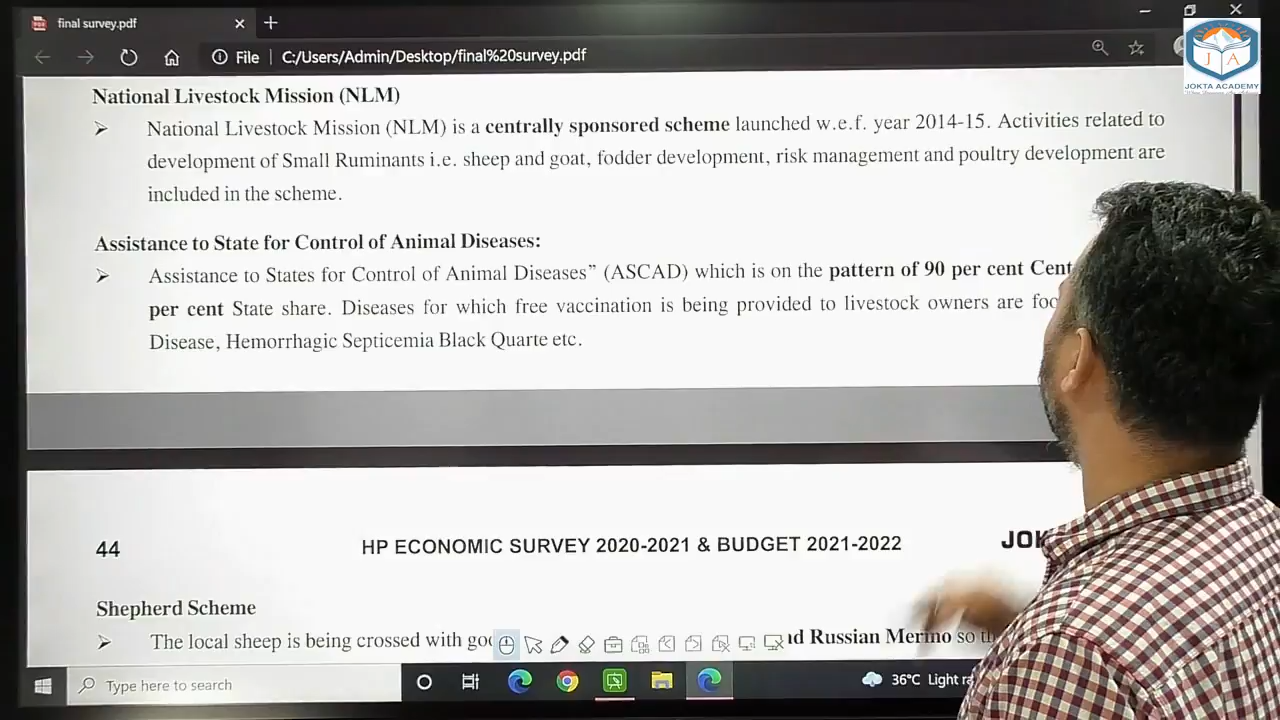 final survey.pdf
File
C:/Users/Admin/Desktop/final%20survey.pdf
J A
JOKTA ACADEMY
National Livestock Mission (NLM)
➢ National Livestock Mission (NLM) is a centrally sponsored scheme launched w.e.f. year 2014-15. Activities related to
development of Small Ruminants i.e. sheep and goat, fodder development, risk management and poultry development are
included in the scheme.
Assistance to State for Control of Animal Diseases:
➢ Assistance to States for Control of Animal Diseases” (ASCAD) which is on the pattern of 90 per cent
per cent State share. Diseases for which free vaccination is being provided to livestock owners are
Disease, Hemorrhagic Septicemia Black Quarte etc.
44
HP ECONOMIC SURVEY 2020-2021 & BUDGET 2021-2022
Shepherd Scheme
➢ The local sheep is being crossed with Russian Merino so
Type here to search
36°C Light